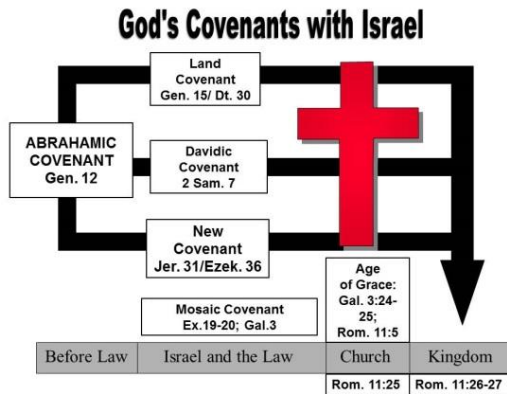 God's Covenants with Israel
Land
Covenant
Gen. 15/ Dt. 30
ABRAHAMIC
COVENANT
Gen. 12
Davidic
Covenant
2 Sam. 7
New
Covenant
Jer. 31/Ezek. 36
Age
of Grace:
Gal. 3:24-
25;
Rom. 11:5
Mosaic Covenant
Ex.19-20; Gal.3
Before Law
Israel and the Law
Church
Kingdom
Rom. 11:25
Rom. 11:26-27